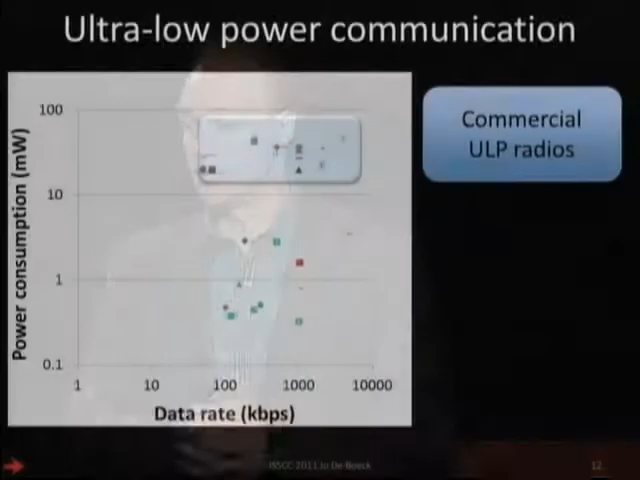 Ultra-low power communication
Commercial
ULP radios
Power consumption (mW)
100
10
1
0.1
1
10
100
1000
10000
Data rate (kbps)
ISSCC 2011 Jo De Boeck
12